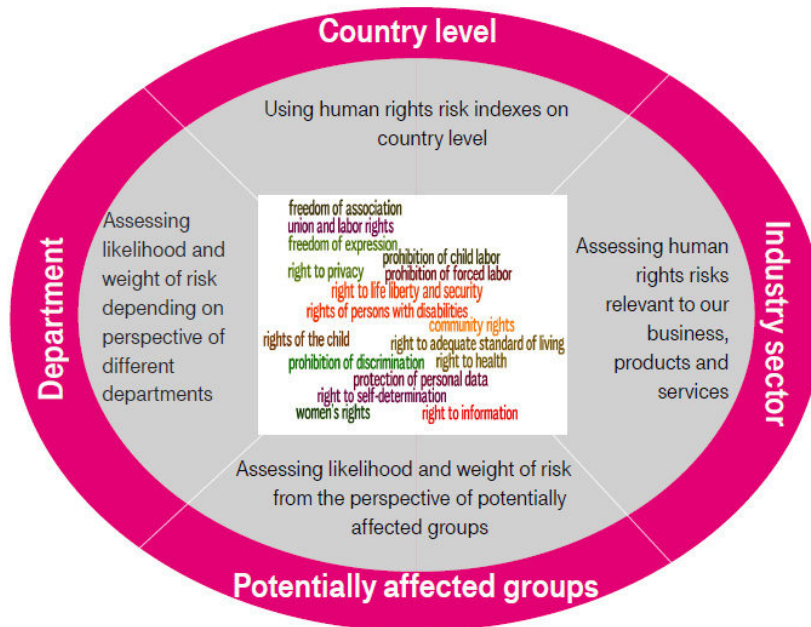 Country level
Using human rights risk indexes on
country level
Department
Assessing
likelihood and
weight of risk
depending on
perspective of
different
departments
freedom of association
union and labor rights
freedom of expression
prohibition of child labor
right to privacy
prohibition of forced labor
right to life liberty and security
rights of persons with disabilities
community rights
rights of the child
right to adequate standard of living
prohibition of discrimination
right to health
protection of personal data
right to self-determination
women's rights
right to information
Assessing human
rights risks
relevant to our
business,
products and
services
Industry sector
Assessing likelihood and weight of risk
from the perspective of potentially
affected groups
Potentially affected groups